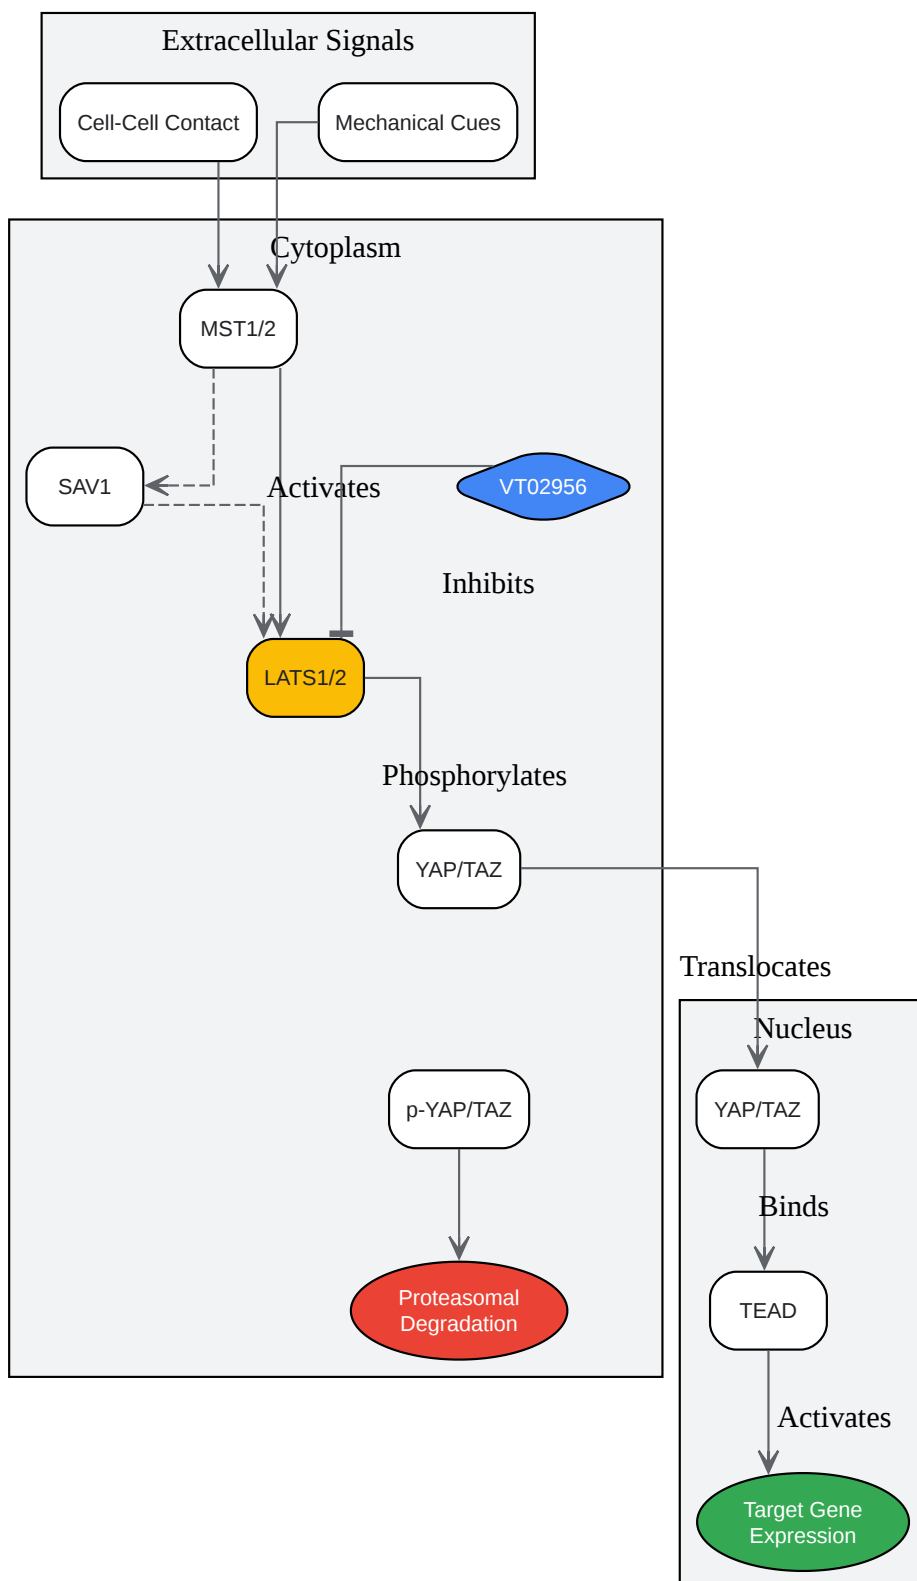 Extracellular Signals
Cell-Cell Contact
Mechanical Cues
Cytoplasm
MST1/2
SAV1
Activates
VT02956
Inhibits
LATS1/2
Phosphorylates
YAP/TAZ
Translocates
Nucleus
p-YAP/TAZ
YAP/TAZ
Binds
Proteasomal
Degradation
TEAD
Activates
Target Gene
Expression